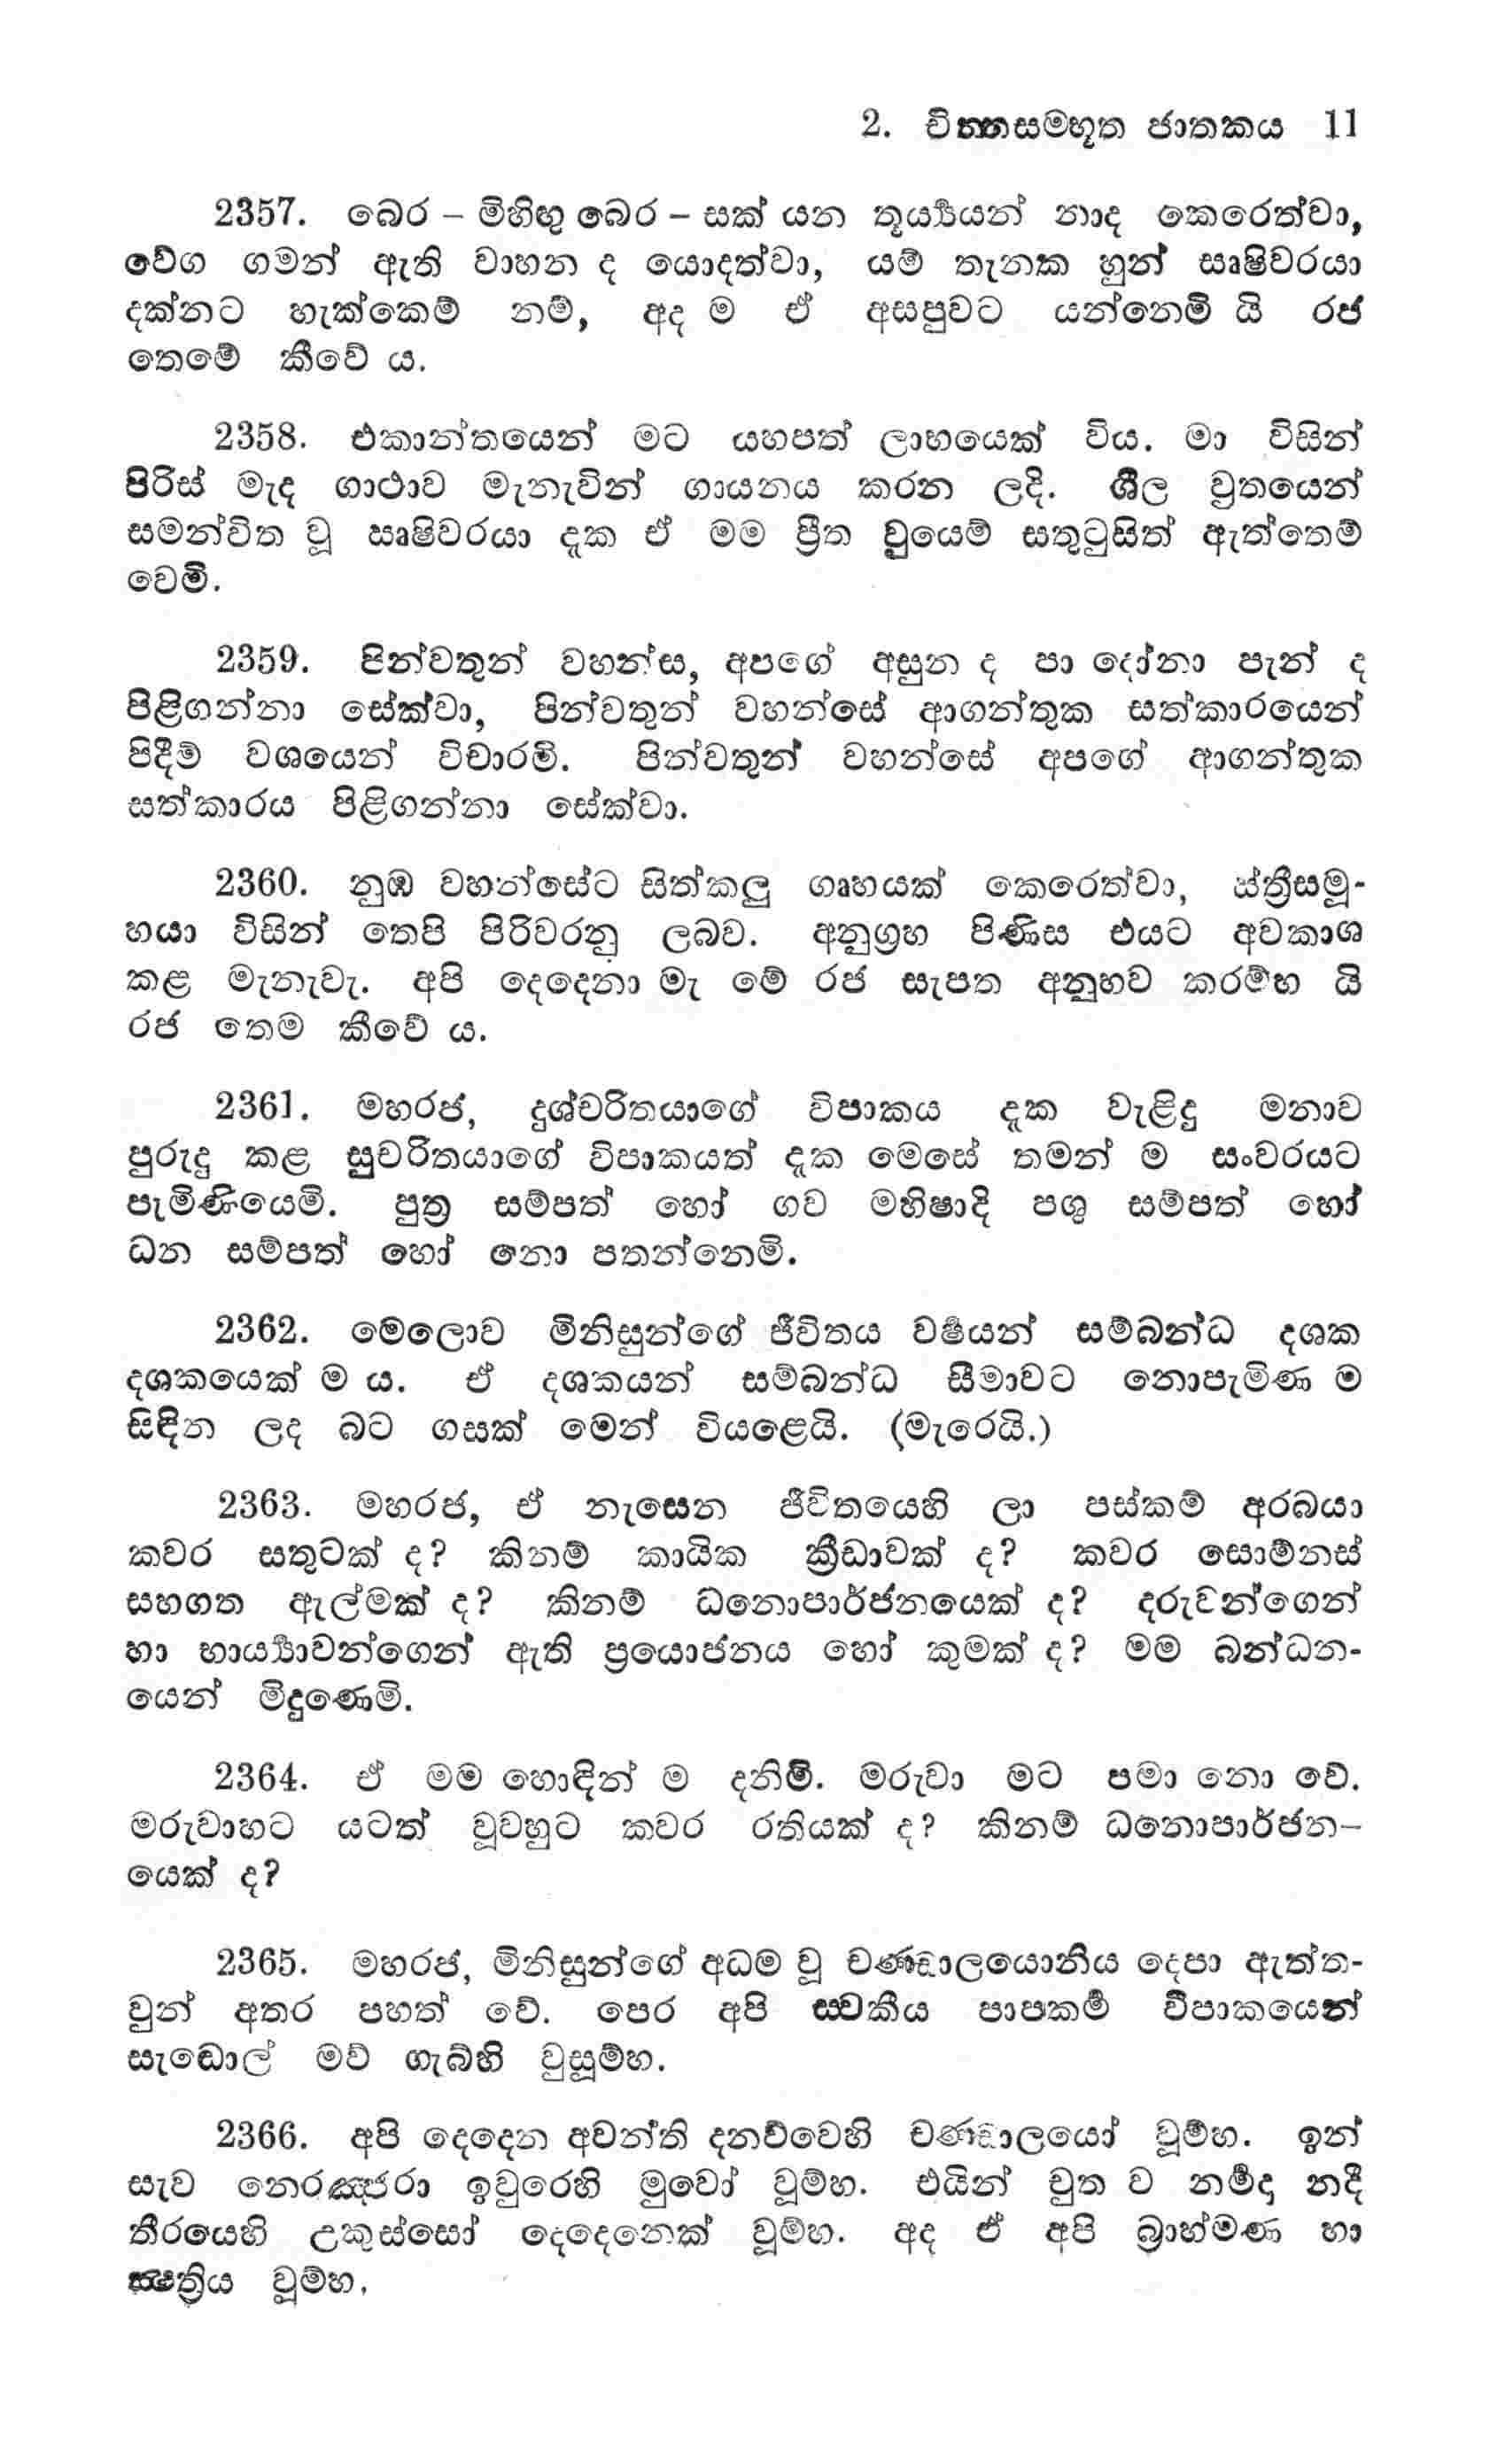 2. චිත්තසම්භූත ජාතකය 11
2357. බෙර – මිහිඟු බෙර – සක් යන තූර්‍ය්‍යයන් නාද කෙරෙත්වා,
වේග ගමන් ඇති වාහන ද යොදත්වා, යම් තැනක හුන් සෘෂිවරයා
දක්නට හැක්කෙම් නම්, අද ම ඒ අසපුවට යන්නෙමි යි රජ
තෙමේ කීවේ ය.
2358. එකාන්තයෙන් මට යහපත් ලාභයෙක් විය. මා විසින්
පිරිස් මැද ගාථාව මැනැවින් ගායනය කරන ලදි. ශීල ව්‍රතයෙන්
සමන්විත වූ ඍෂිවරයා දැක ඒ මම ප්‍රීත වුයෙම් සතුටුසිත් ඇත්තෙම්
වෙමි.
2359. පින්වතුන් වහන්ස, අපගේ අසුන ද පා දෝනා පැන් ද
පිළිගන්නා සේක්වා, පින්වතුන් වහන්සේ ආගන්තුක සත්කාරයෙන්
පිදීම් වශයෙන් විචාරමි. පින්වතුන් වහන්සේ අපගේ ආගන්තුක
සත්කාරය පිළිගන්නා සේක්වා.
2360. නුඹ වහන්සේට සිත්කලු ගෘහයක් කෙරෙත්වා, ස්ත්‍රීසමූ-
හයා විසින් තෙපි පිරිවරනු ලබව. අනුග්‍රහ පිණිස එයට අවකාශ
කළ මැනැවැ. අපි දෙදෙනා මැ මේ රජ සැපත අනුභව කරම්හ යි
රජ තෙම කීවේ ය.
2361. මහරජ, දුශ්චරිතයාගේ විපාකය දැක වැළිදු මනාව
පුරුදු කළ සුචරිතයාගේ විපාකයත් දැක මෙසේ තමන් ම සංවරයට
පැමිණියෙමි. පුත්‍ර සම්පත් හෝ ගව මහිෂාදි පශු සම්පත් හෝ
ධන සම්පත් හෝ නො පතන්නෙමි.
2362. මෙලොව මිනිසුන්ගේ ජීවිතය වර්‍ෂයන් සම්බන්ධ දශක
දශකයෙක් ම ය. ඒ දශකයන් සම්බන්ධ සීමාවට නොපැමිණ ම
සිඳින ලද බට ගසක් මෙන් වියළෙයි. (මැරෙයි.)
2363. මහරජ, ඒ නැසෙන ජීවිතයෙහි ලා පස්කම් අරබයා
කවර සතුටක් ද? කිනම් කායික ක්‍රීඩාවක් ද? කවර සොම්නස්
සහගත ඇල්මක් ද? කිනම් ධනොපාර්ජනයෙක් ද? දරුවන්ගෙන්
හා භාර්‍ය්‍යාවන්ගෙන් ඇති ප්‍රයොජනය හෝ කුමක් ද? මම බන්ධන-
යෙන් මිදුණෙමි.
2364. ඒ මම හොඳින් ම දනිමි. මරුවා මට පමා නො වේ.
මරුවාහට යටත් වූවහුට කවර රතියක් ද? කිනම් ධනොපාර්ජන–
යෙක් ද?
2365. මහරජ, මිනිසුන්ගේ අධම වූ චණ්ඩාලයොනිය දෙපා ඇත්ත-
වුන් අතර පහත් වේ. පෙර අපි ස්වකීය පාපකර්‍ම විපාකයෙන්
සැඬොල් මව් ගැබ්හි වුසූම්හ.
2366. අපි දෙදෙන අවන්ති දනව්වෙහි චණ්ඩාලයෝ වූම්හ. ඉන්
සැව නෙරඤ්ජරා ඉවුරෙහි මුවෝ වූම්හ. එයින් චුත ව නර්‍මදා නදී
තීරයෙහි උකුස්සෝ දෙදෙනෙක් වූම්හ. අද ඒ අපි බ්‍රාහ්මණ හා
ක්‍ෂත්‍රිය වූම්හ.